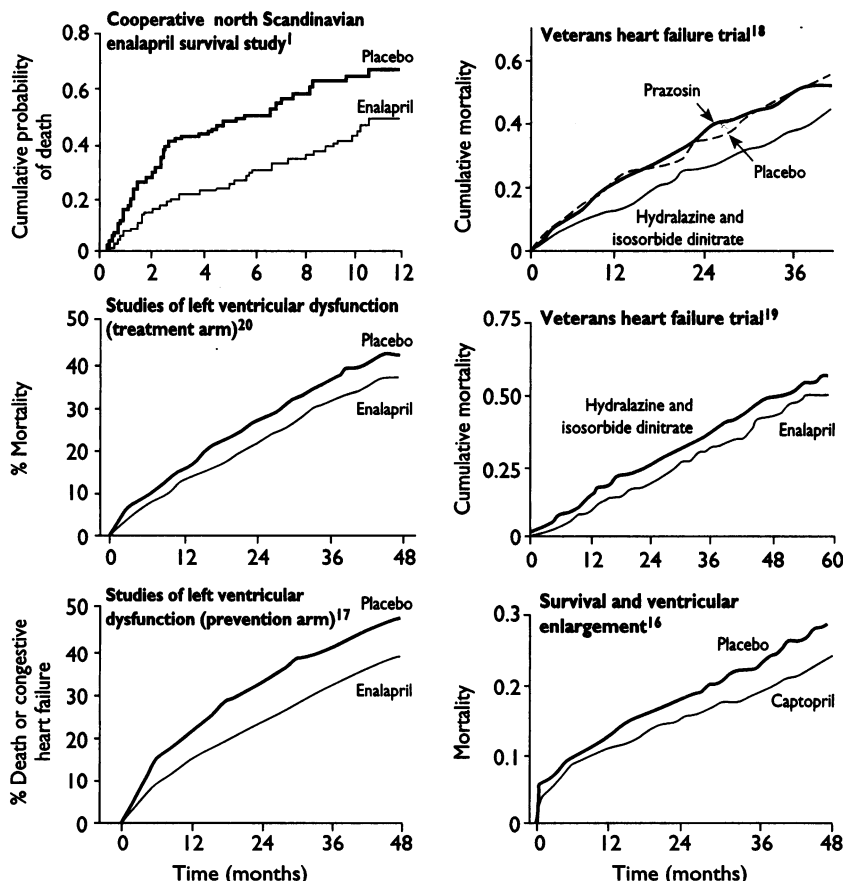 Cooperative north Scandinavian
enalapril survival study1
Cumulative probability
of death
0.8
0.6
0.4
0.2
0
Placebo
Enalapril
0 2 4 6 8 10 12
Veterans heart failure trial18
Cumulative mortality
0.6
0.4
0.2
0
Prazosin
Placebo
Hydralazine and
isosorbide dinitrate
0 12 24 36
Studies of left ventricular dysfunction
(treatment arm)20
% Mortality
50
40
30
20
10
0
Placebo
Enalapril
0 12 24 36 48
Veterans heart failure trial19
Cumulative mortality
0.75
0.50
0.25
0
Hydralazine and
isosorbide dinitrate
Enalapril
0 12 24 36 48 60
Studies of left ventricular
dysfunction (prevention arm)17
% Death or congestive
heart failure
50
40
30
20
10
0
Placebo
Enalapril
0 12 24 36 48
Time (months)
Survival and ventricular
enlargement16
Mortality
0.3
0.2
0.1
0
Placebo
Captopril
0 12 24 36 48
Time (months)